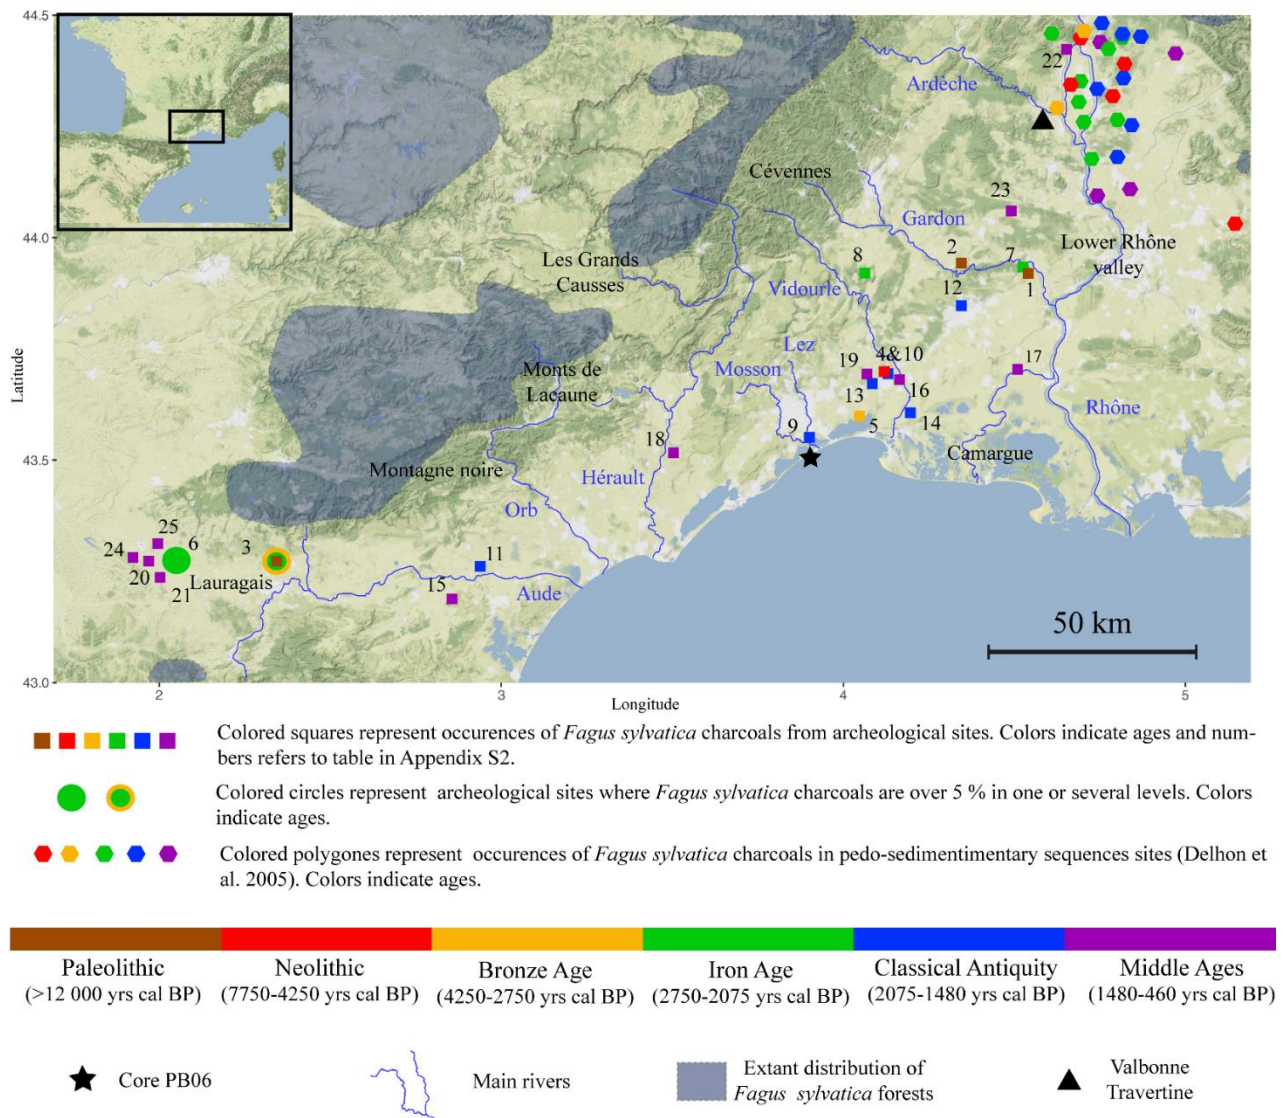 44.5
Ardèche
22
Cévennes
23
44.0
Gardon
Les Grands
Causses
8
2
7
Lower Rhône
valley
Vidourle
12
1
Latitude
Lez
Monts de
Lacaune
Mosson
19
4&10
17
13
16
Rhône
9
5
14
43.5
18
Camargue
Montagne noire
Hérault
Orb
25
24
6
3
11
20
Lauragais
21
15
Aude
50 km
43.0
2
3
4
5
Longitude
Colored squares represent occurences of Fagus sylvatica charcoals from archeological sites. Colors indicate ages and num-
bers refers to table in Appendix S2.
Colored circles represent archeological sites where Fagus sylvatica charcoals are over 5 % in one or several levels. Colors
indicate ages.
Colored polygones represent occurences of Fagus sylvatica charcoals in pedo-sedimtimentary sequences sites (Delhon et
al. 2005). Colors indicate ages.
Paleolithic
(>12 000 yrs cal BP)
Neolithic
(7750-4250 yrs cal BP)
Bronze Age
(4250-2750 yrs cal BP)
Iron Age
(2750-2075 yrs cal BP)
Classical Antiquity
(2075-1480 yrs cal BP)
Middle Ages
(1480-460 yrs cal BP)
Core PB06
Main rivers
Extant distribution of
Fagus sylvatica forests
Valbonne
Travertine